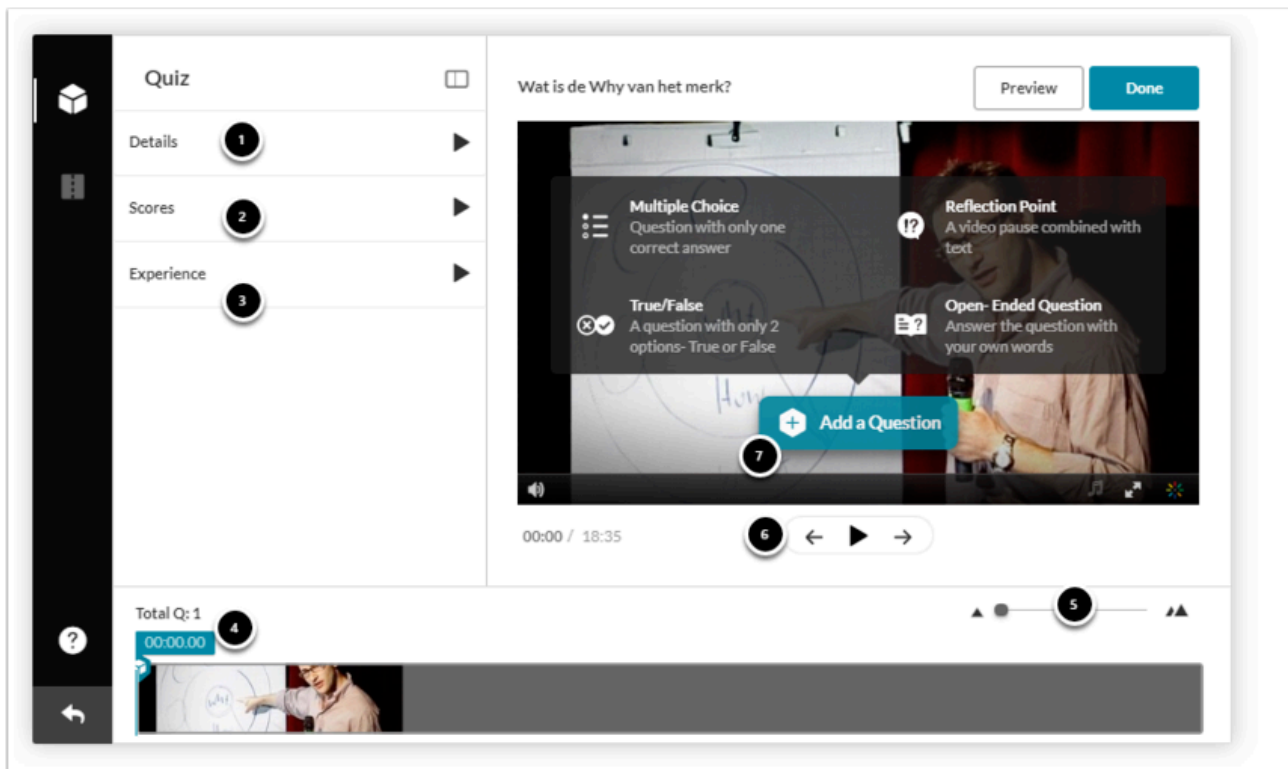 Quiz
Details
1
Scores
2
Experience
3
Wat is de Why van het merk?
Preview
Done
Multiple Choice
Question with only one
correct answer
Reflection Point
A video pause combined with
text
True/False
A question with only 2
options- True or False
Open- Ended Question
Answer the question with
your own words
How
Add a Question
7
00:00 / 18:35
6
Total Q: 1
4
5
00:00.00
?
Why